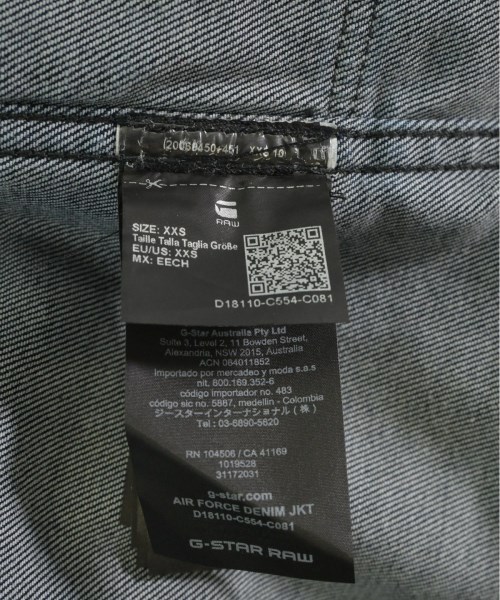 RAW
SIZE: XXS
Taille Talla Taglia Größe
EU/US: XXS
MX: EECH
D18110-C554-C081
G-Star Australia Pty Ltd
Suite 3, Level 2, 11 Bowden Street,
Alexandria, NSW 2015, Australia
ACN 084011852
Importado por mercadeo y moda s.a.s
nit. 800.169.352-6
código importador no. 483
código sic no. 5887, medellin - Colombia
ジースターインターナショナル(株)
Tel : 03-6890-5620
RN 104506 / CA 41169
1019528
31172031
g-star.com
AIR FORCE DENIM JKT
D18110-C554-C081
G-STAR RAW